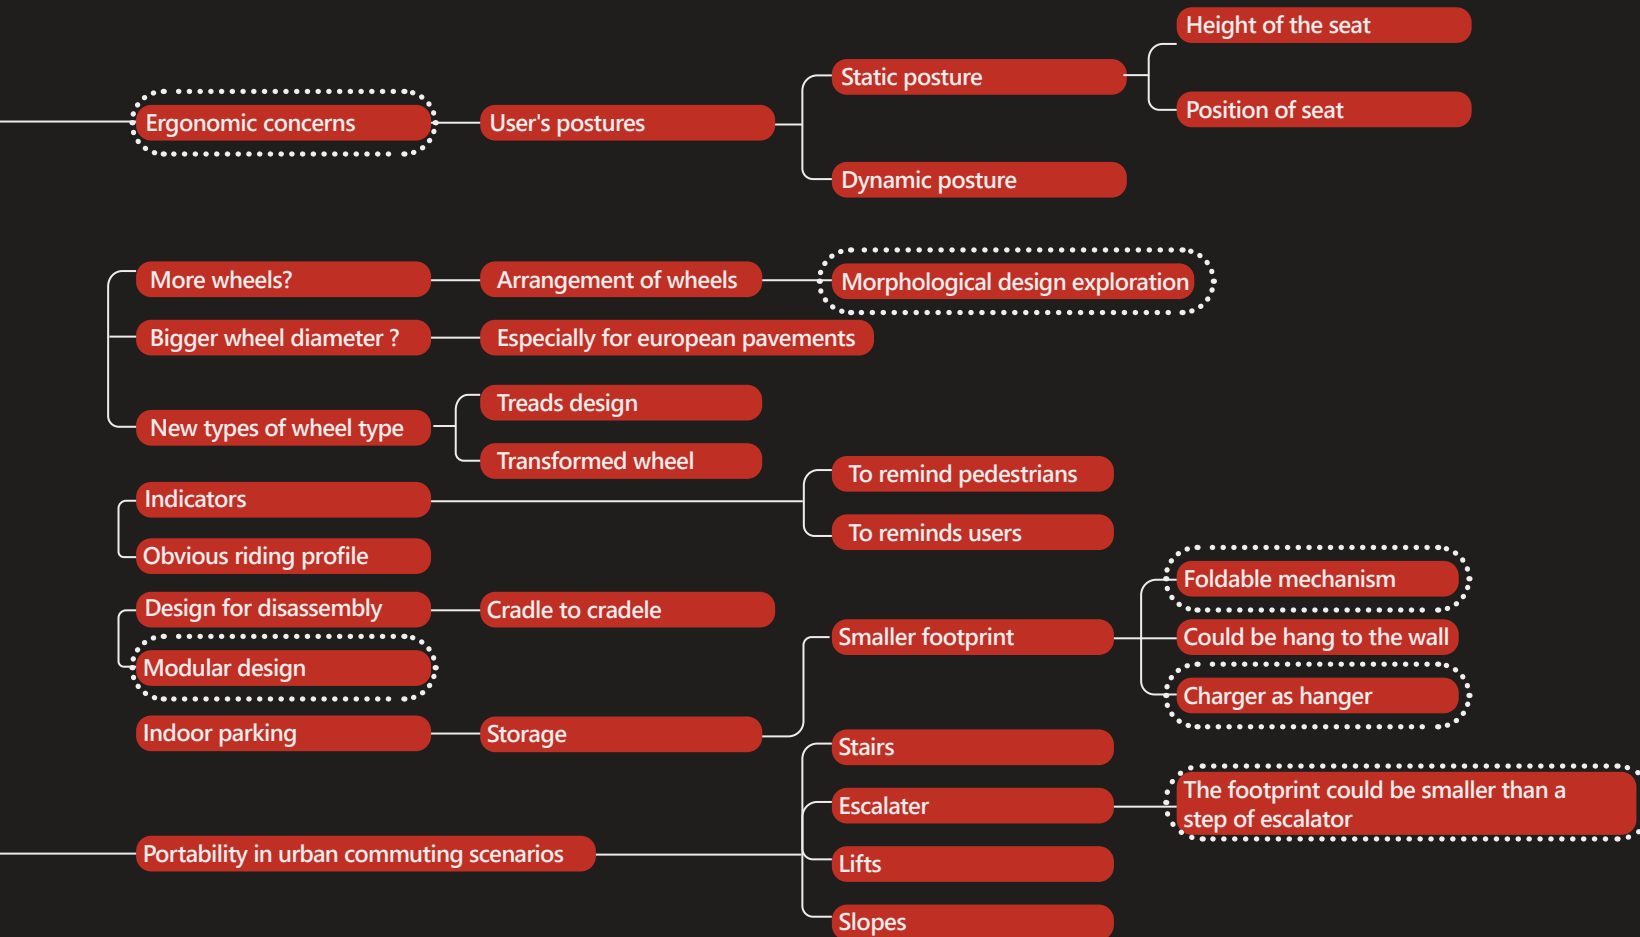 Height of the seat
Static posture
Position of seat
Ergonomic concerns
User's postures
Dynamic posture
More wheels?
Arrangement of wheels
Morphological design exploration
Bigger wheel diameter ?
Especially for european pavements
Treads design
New types of wheel type
Transformed wheel
To remind pedestrians
Indicators
To reminds users
Obvious riding profile
Foldable mechanism
Design for disassembly
Cradle to cradele
Smaller footprint
Could be hang to the wall
Modular design
Charger as hanger
Indoor parking
Storage
Stairs
Escalater
The footprint could be smaller than a
step of escalator
Portability in urban commuting scenarios
Lifts
Slopes